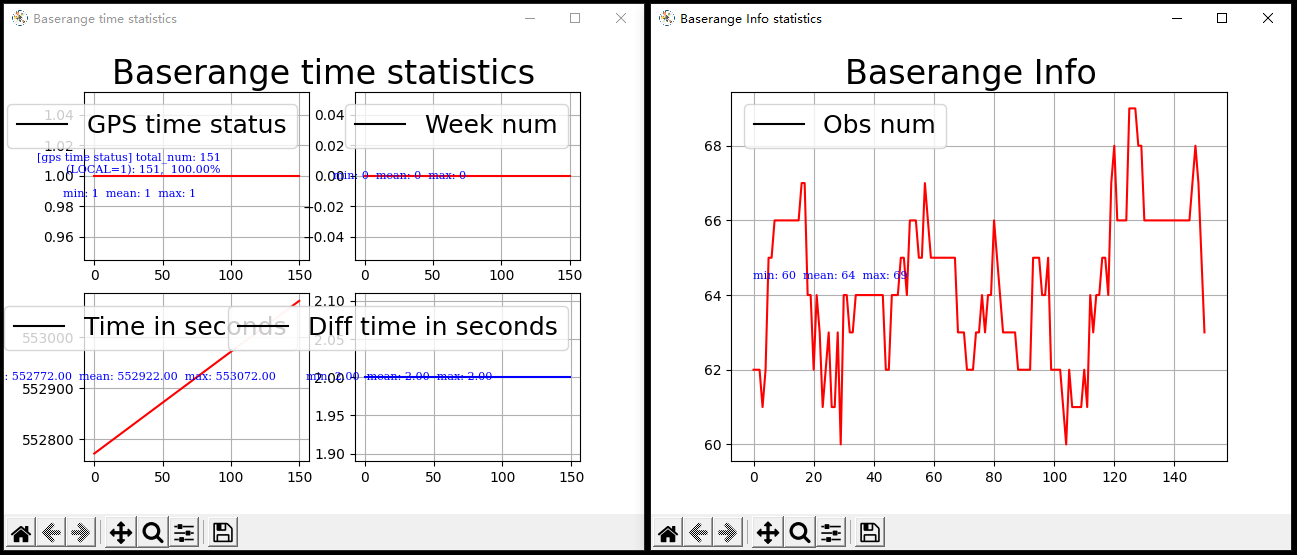 Baserange time statistics
Baserange time statistics
1.04
1.02
1.00
0.98
0.96
GPS time status
[gps time status] total_num: 151
(LOCAL=1): 151, 100.00%
min: 1 mean: 1 max: 1
0 50 100 150
0.04
0.02
0.00
−0.02
−0.04
Week num
min: 0 mean: 0 max: 0
0 50 100 150
553000
552900
552800
Time in seconds
: 552772.00 mean: 552922.00 max: 553072.00
0 50 100 150
2.10
2.05
2.00
1.95
1.90
Diff time in seconds
min: 2.00 mean: 2.00 max: 2.00
0 50 100 150
Baserange Info statistics
Baserange Info
68
66
64
62
60
Obs num
min: 60 mean: 64 max: 69
0 20 40 60 80 100 120 140